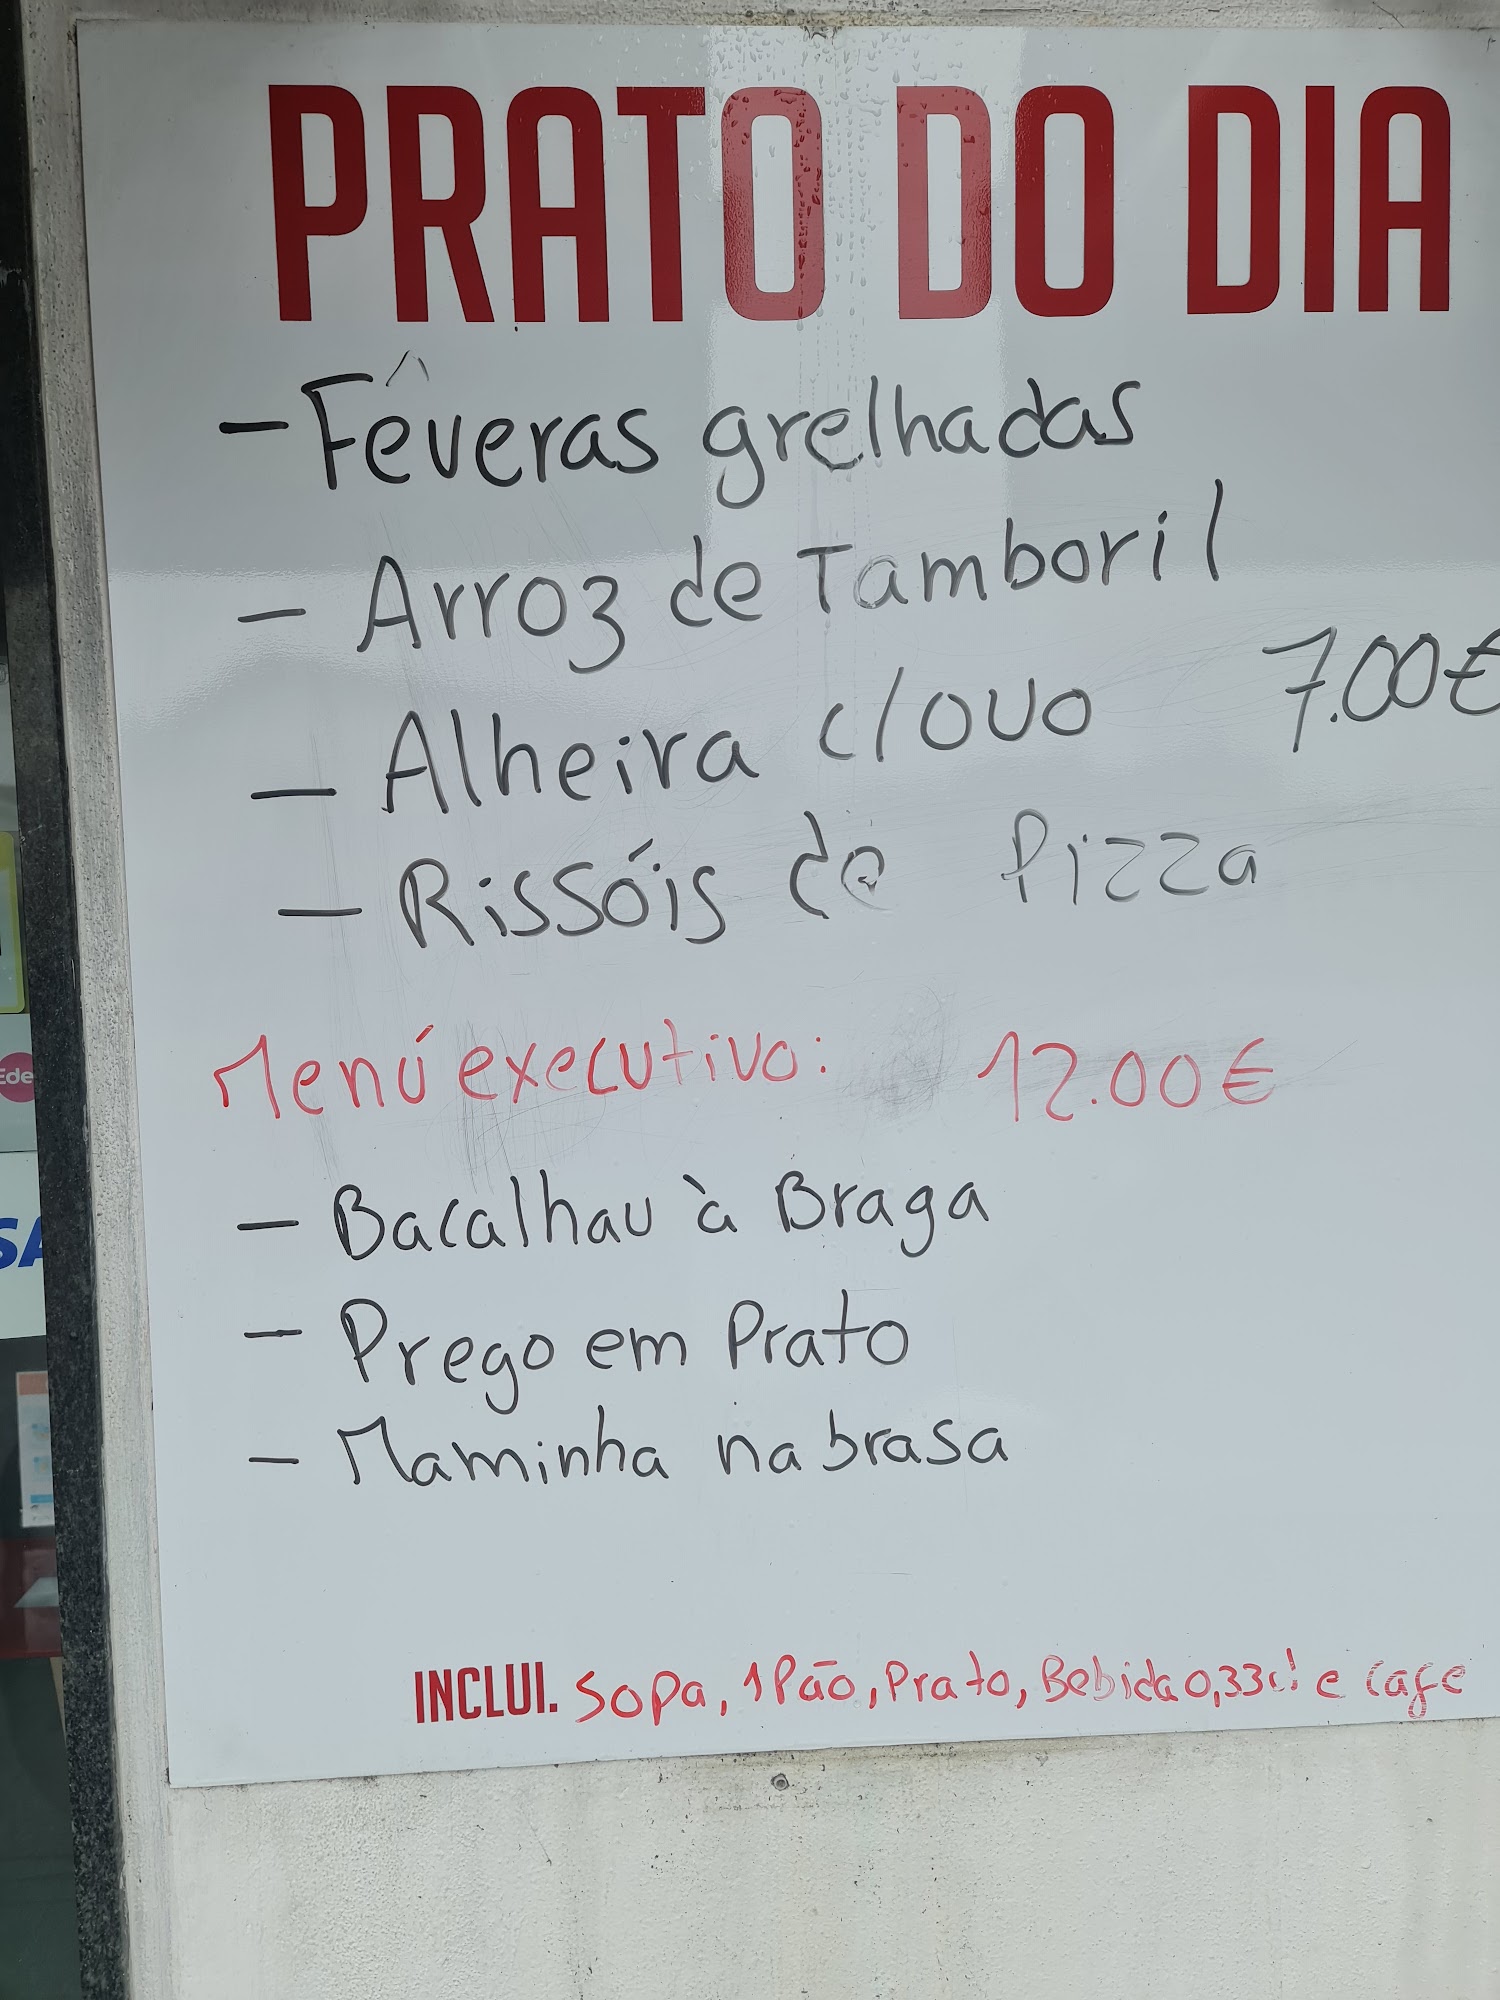 PRATO DO DIA
- Fêveras grelhadas
- Arroz de Tamboril
- Alheira c/ovo 7.00€
- Rissóis de Pizza
Menú executivo: 12.00€
- Bacalhau à Braga
- Prego em Prato
- Maminha na brasa
INCLUI. Sopa, 1 Pão, Prato, Bebida 0,33cl e cafe